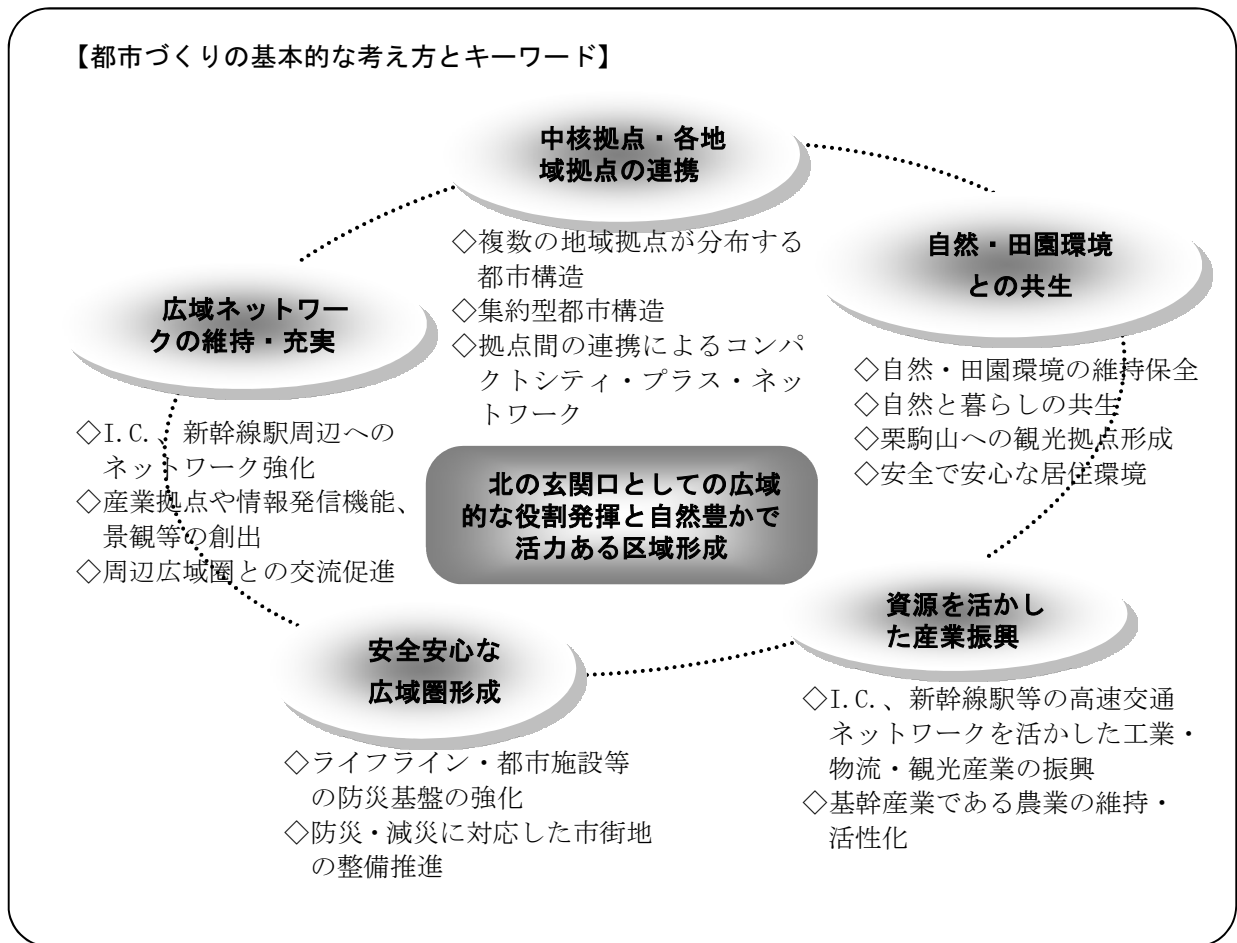 【都市づくりの基本的な考え方とキーワード】
中核拠点・各地
域拠点の連携
◇複数の地域拠点が分布する
都市構造
◇集約型都市構造
◇拠点間の連携によるコンパ
クトシティ・プラス・ネッ
トワーク
自然・田園環境
との共生
◇自然・田園環境の維持保全
◇自然と暮らしの共生
◇栗駒山への観光拠点形成
◇安全で安心な居住環境
広域ネットワー
クの維持・充実
◇I.C.、新幹線駅周辺への
ネットワーク強化
◇産業拠点や情報発信機能、
景観等の創出
◇周辺広域圏との交流促進
北の玄関口としての広域
的な役割発揮と自然豊かで
活力ある区域形成
資源を活かし
た産業振興
◇I.C.、新幹線駅等の高速交通
ネットワークを活かした工業・
物流・観光産業の振興
◇基幹産業である農業の維持・
活性化
安全安心な
広域圏形成
◇ライフライン・都市施設等
の防災基盤の強化
◇防災・減災に対応した市街地
の整備推進